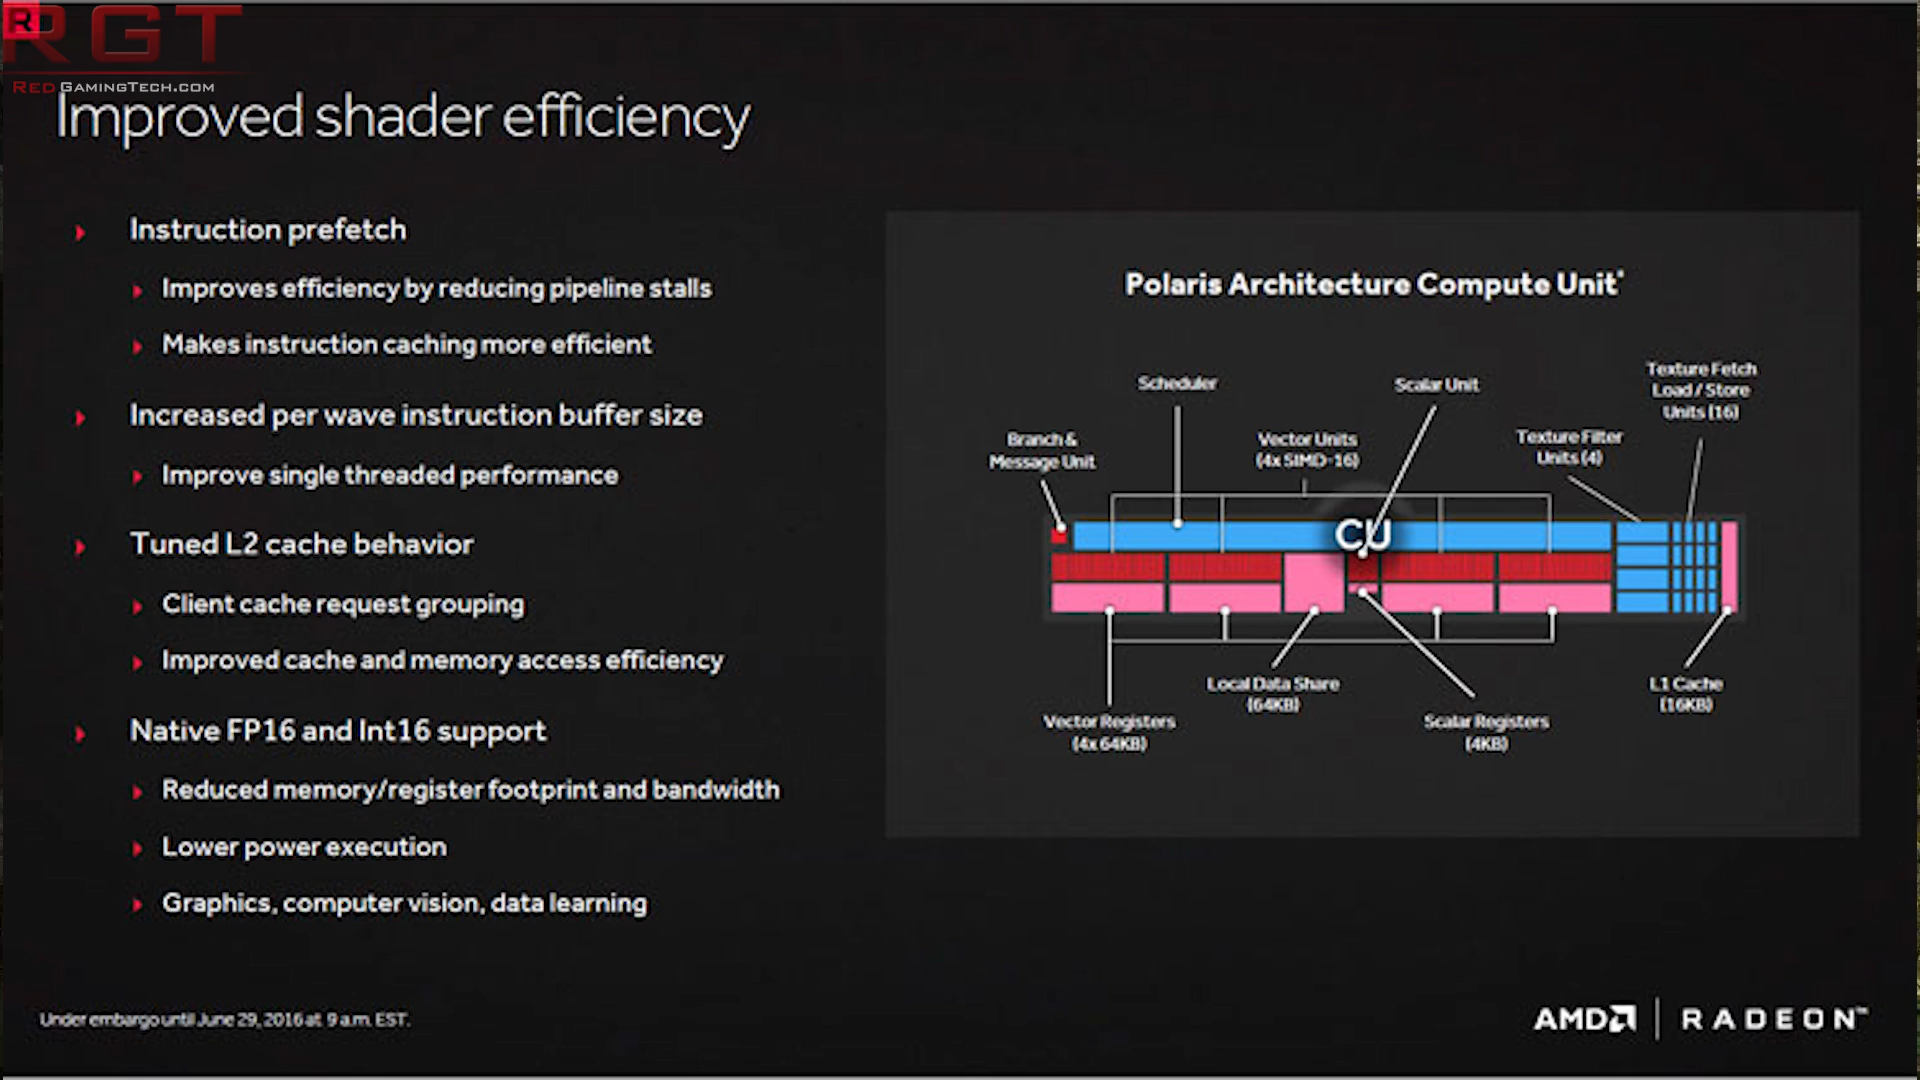 R
RGT
REDGAMINGTECH.COM
Improved shader efficiency
Instruction prefetch
Improves efficiency by reducing pipeline stalls
Makes instruction caching more efficient
Increased per wave instruction buffer size
Improve single threaded performance
Tuned L2 cache behavior
Client cache request grouping
Improved cache and memory access efficiency
Native FP16 and Int16 support
Reduced memory/register footprint and bandwidth
Lower power execution
Graphics, computer vision, data learning
Polaris Architecture Compute Unit*
Scheduler
Scalar Unit
Texture Fetch
Load / Store
Units (16)
Branch &
Message Unit
Vector Units
(4x SIMD-16)
Texture Filter
Units (4)
CU
Local Data Share
(64KB)
L1 Cache
(16KB)
Vector Registers
(4x 64KB)
Scalar Registers
(4KB)
Under embargo until June 29, 2016 at 9 a.m. EST.
AMD RADEON™